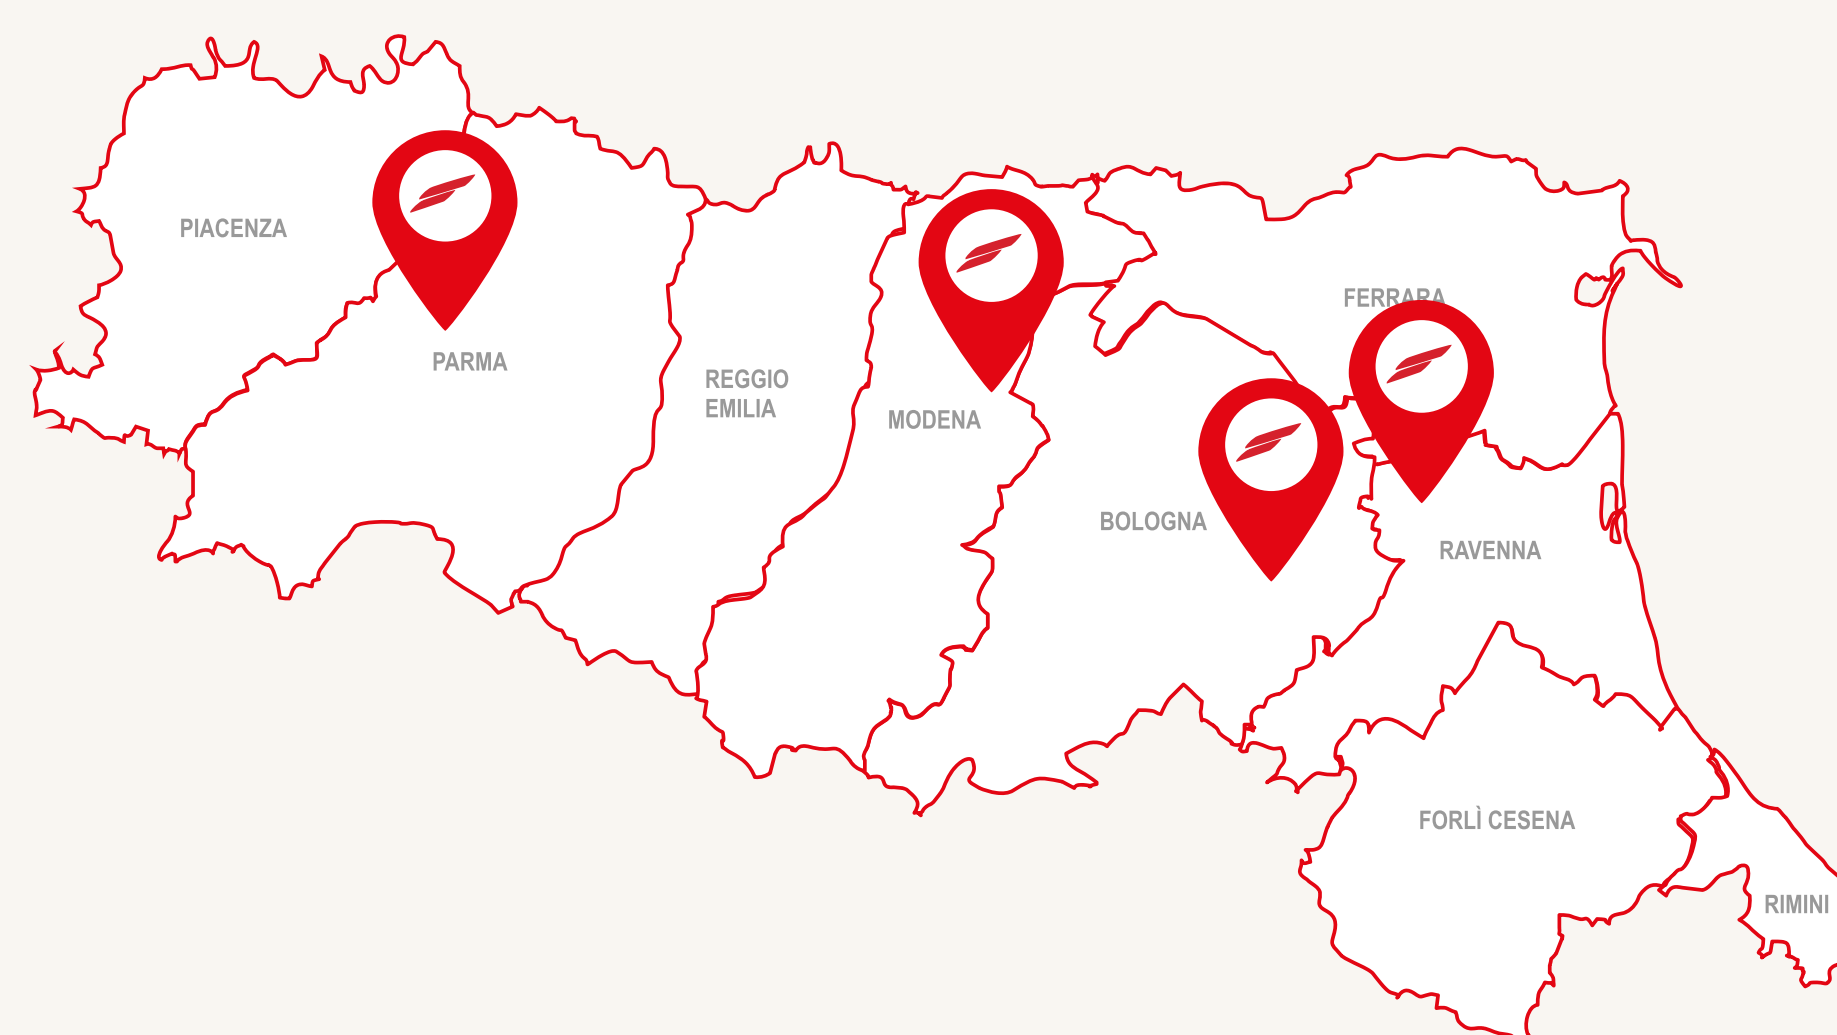 PIACENZA
PARMA
REGGIO
EMILIA
MODENA
FERRARA
BOLOGNA
RAVENNA
FORLÌ CESENA
RIMINI